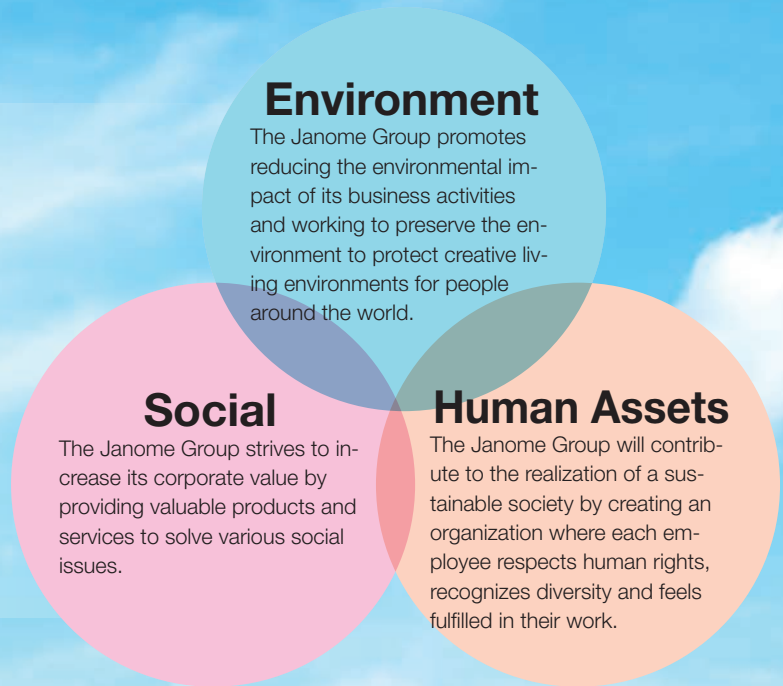 Environment
The Janome Group promotes
reducing the environmental im-
pact of its business activities
and working to preserve the en-
vironment to protect creative liv-
ing environments for people
around the world.
Social
The Janome Group strives to in-
crease its corporate value by
providing valuable products and
services to solve various social
issues.
Human Assets
The Janome Group will contrib-
ute to the realization of a sus-
tainable society by creating an
organization where each em-
ployee respects human rights,
recognizes diversity and feels
fulfilled in their work.